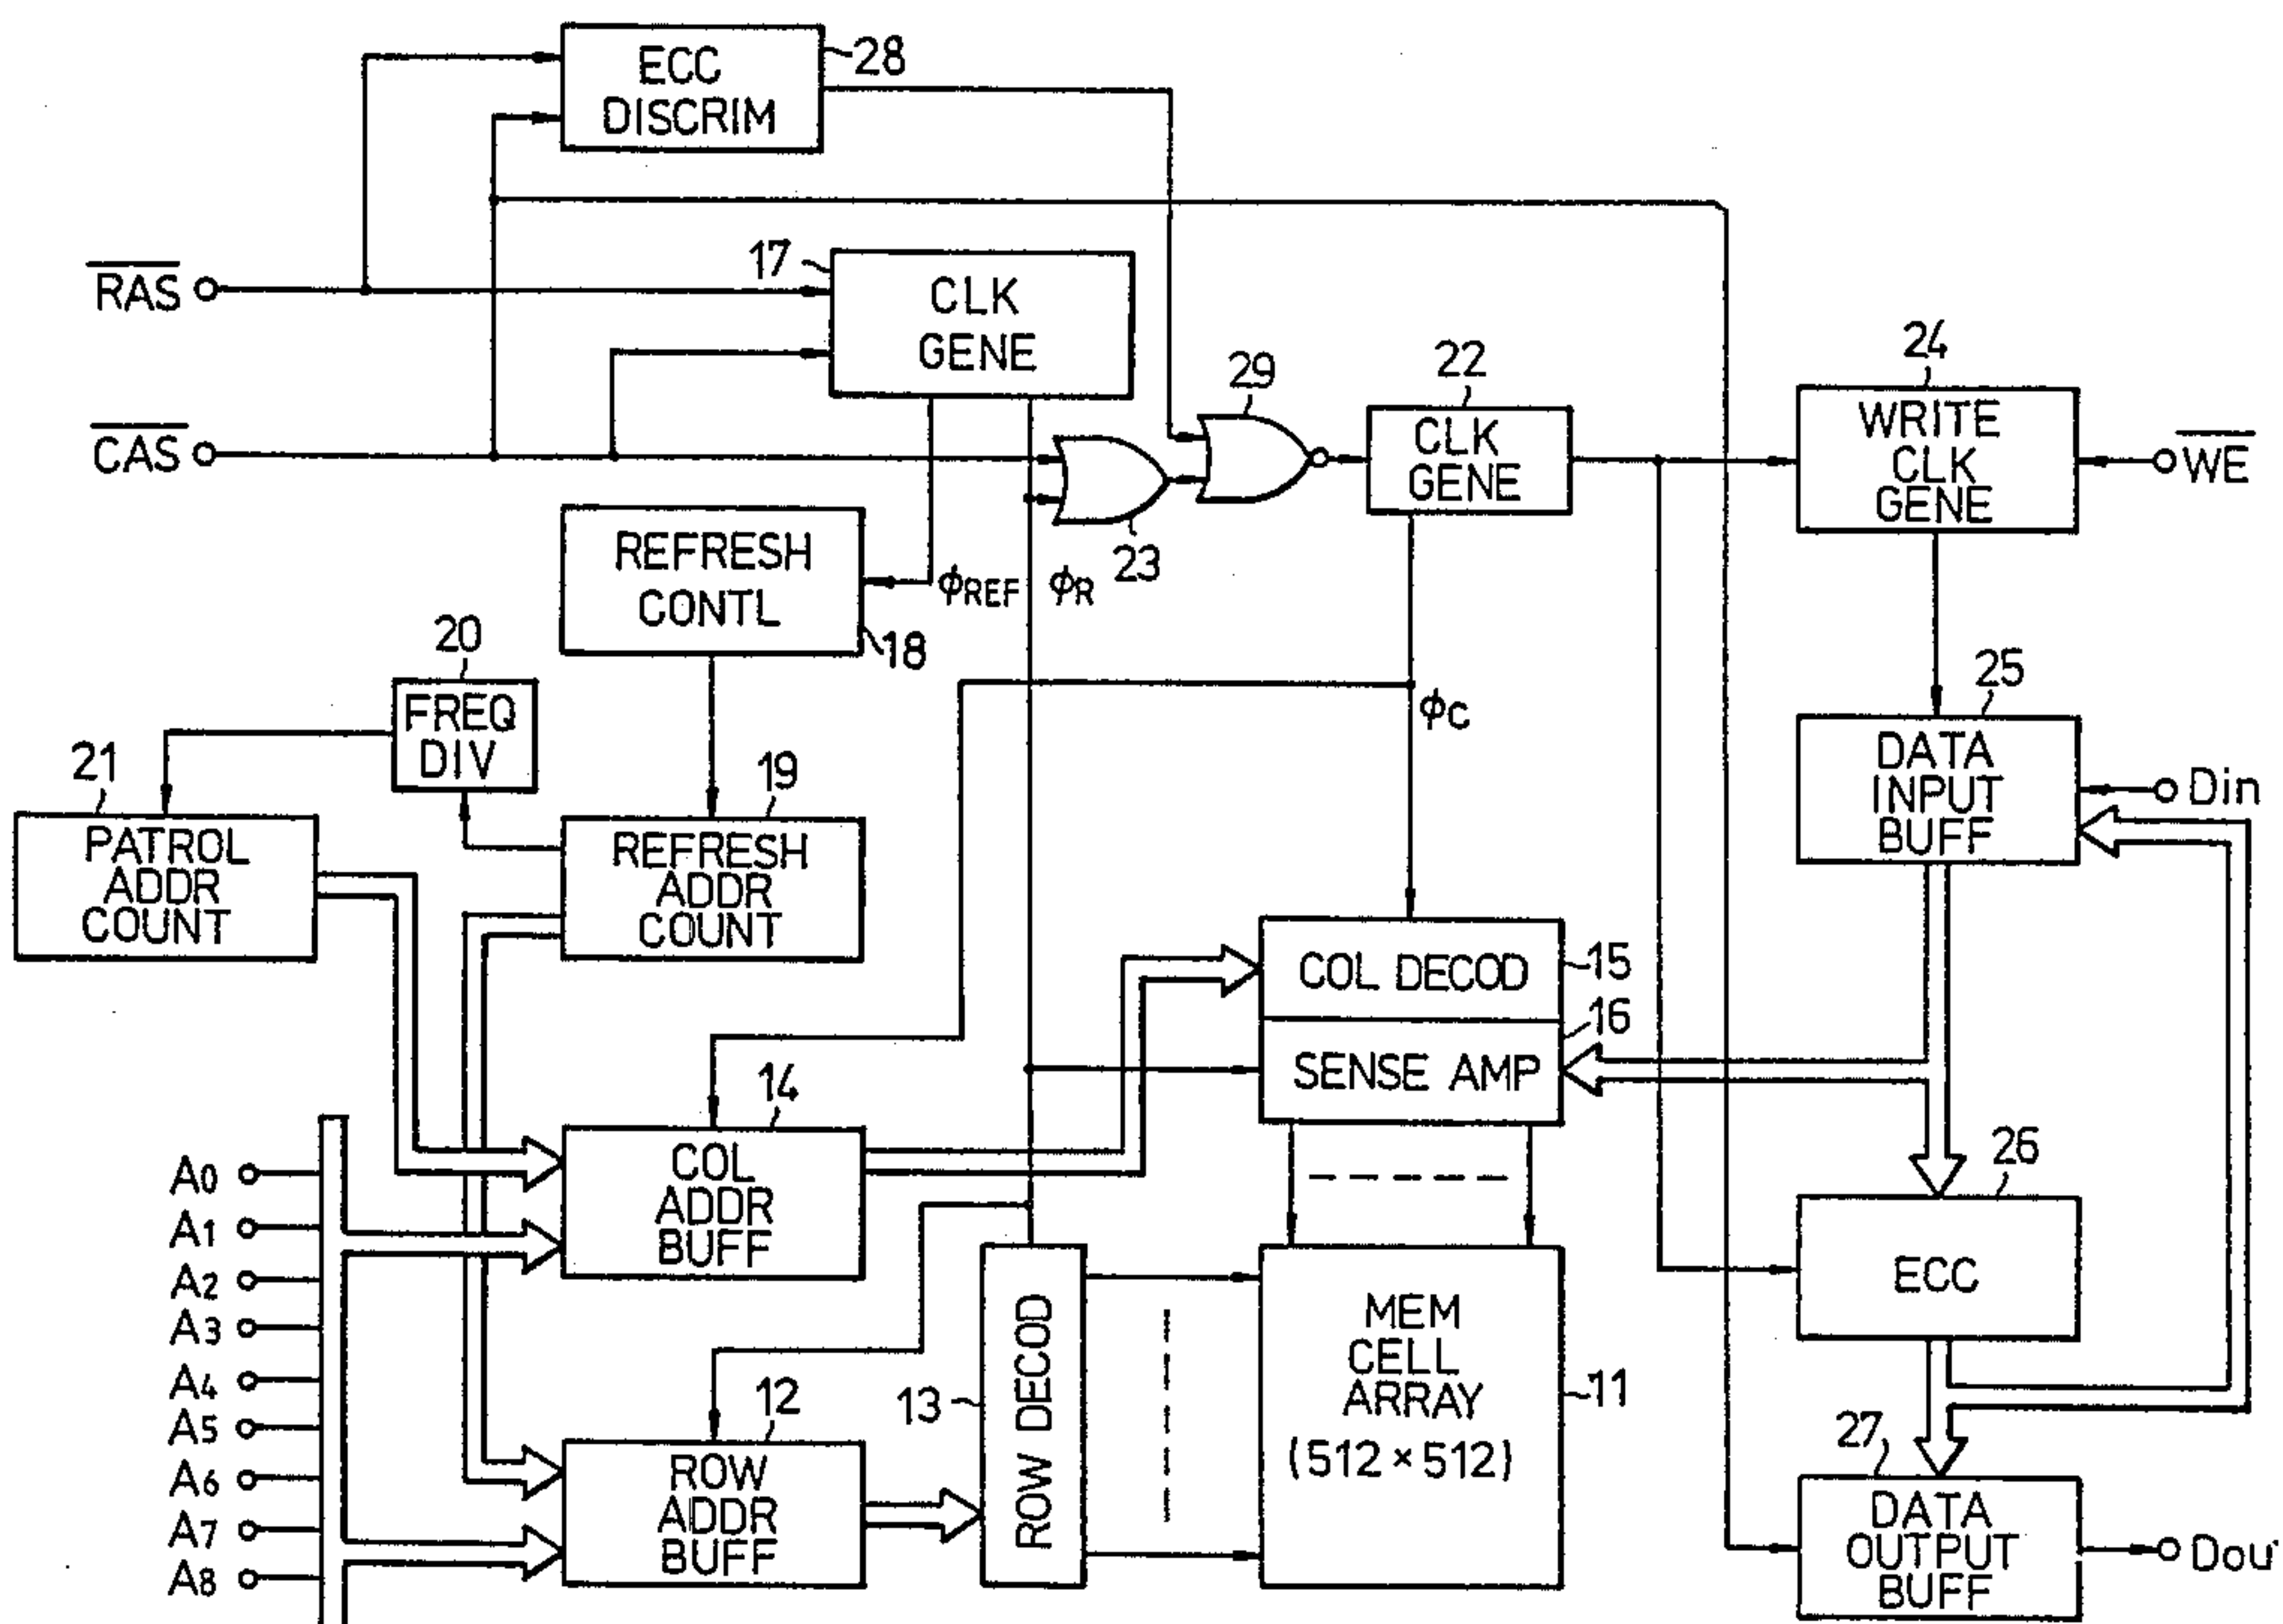 ECC
DISCRIM
28
RAS
17
CLK
GENE
CAS
29
22
CLK
GENE
24
WRITE
CLK
GENE
WE
23
REFRESH
CONTL
18
ϕREF
ϕR
20
FREQ
DIV
ϕC
25
DATA
INPUT
BUFF
Din
21
PATROL
ADDR
COUNT
19
REFRESH
ADDR
COUNT
COL DECOD
15
16
SENSE AMP
14
COL
ADDR
BUFF
26
ECC
A0
A1
A2
A3
A4
A5
A6
A7
A8
12
ROW
ADDR
BUFF
13
ROW DECOD
MEM
CELL
ARRAY
(512 × 512)
11
27
DATA
OUTPUT
BUFF
Dou